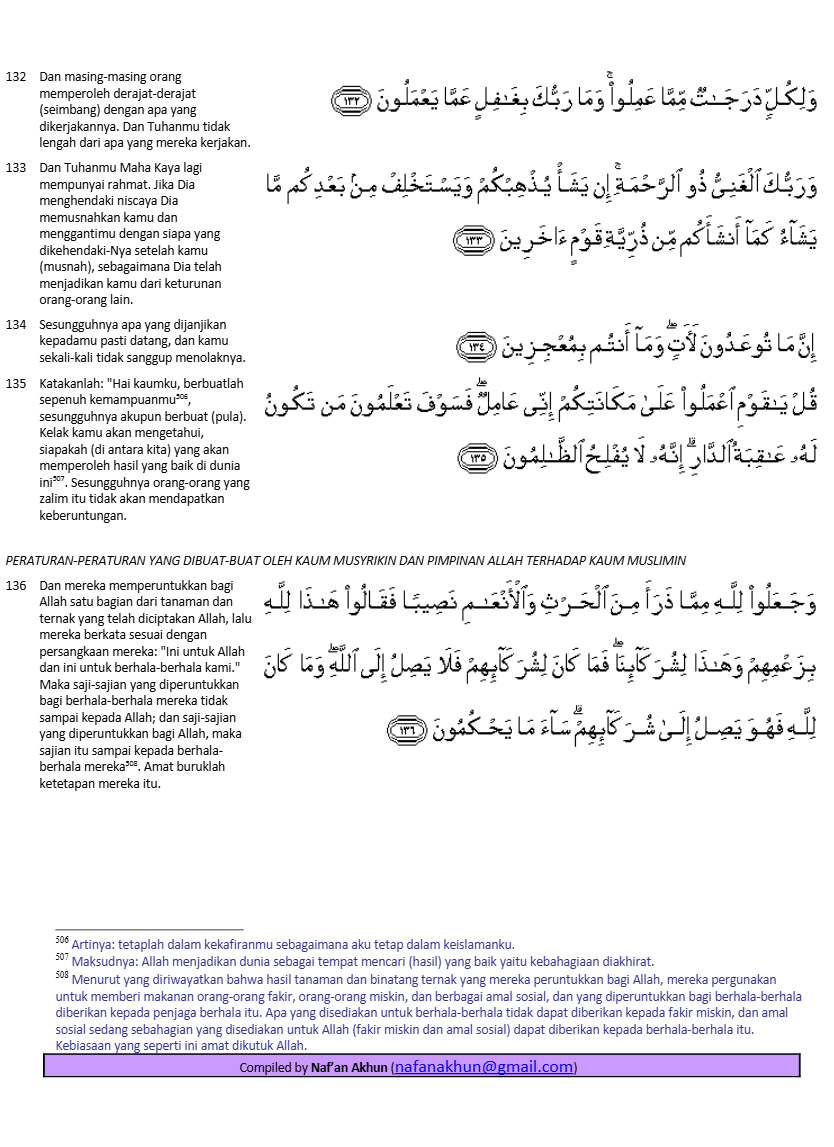 132 Dan masing-masing orang
memperoleh derajat-derajat
(seimbang) dengan apa yang
dikerjakannya. Dan Tuhanmu tidak
lengah dari apa yang mereka kerjakan.
وَلِكُلٍّ دَرَجَـٰتٌ مِّمَّا عَمِلُوا۟ ۚ وَمَا رَبُّكَ بِغَـٰفِلٍ عَمَّا يَعْمَلُونَ ١٣٢
133 Dan Tuhanmu Maha Kaya lagi
mempunyai rahmat. Jika Dia
menghendaki niscaya Dia
memusnahkan kamu dan
menggantimu dengan siapa yang
dikehendaki-Nya setelah kamu
(musnah), sebagaimana Dia telah
menjadikan kamu dari keturunan
orang-orang lain.
وَرَبُّكَ ٱلْغَنِىُّ ذُو ٱلرَّحْمَةِ ۚ إِن يَشَأْ يُذْهِبْكُمْ وَيَسْتَخْلِفْ مِنۢ بَعْدِكُم مَّا
يَشَآءُ كَمَآ أَنشَأَكُم مِّن ذُرِّيَّةِ قَوْمٍ ءَاخَرِينَ ١٣٣
134 Sesungguhnya apa yang dijanjikan
kepadamu pasti datang, dan kamu
sekali-kali tidak sanggup menolaknya.
إِنَّ مَا تُوعَدُونَ لَـَٔاتٍ ۖ وَمَآ أَنتُم بِمُعْجِزِينَ ١٣٤
135 Katakanlah: "Hai kaumku, berbuatlah
sepenuh kemampuanmu506,
sesungguhnya akupun berbuat (pula).
Kelak kamu akan mengetahui,
siapakah (di antara kita) yang akan
memperoleh hasil yang baik di dunia
ini507. Sesungguhnya orang-orang yang
zalim itu tidak akan mendapatkan
keberuntungan.
قُلْ يَـٰقَوْمِ ٱعْمَلُوا۟ عَلَىٰ مَكَانَتِكُمْ إِنِّى عَامِلٌ ۖ فَسَوْفَ تَعْلَمُونَ مَن تَكُونُ
لَهُۥ عَـٰقِبَةُ ٱلدَّارِ ۗ إِنَّهُۥ لَا يُفْلِحُ ٱلظَّـٰلِمُونَ ١٣٥
PERATURAN-PERATURAN YANG DIBUAT-BUAT OLEH KAUM MUSYRIKIN DAN PIMPINAN ALLAH TERHADAP KAUM MUSLIMIN
136 Dan mereka memperuntukkan bagi
Allah satu bagian dari tanaman dan
ternak yang telah diciptakan Allah, lalu
mereka berkata sesuai dengan
persangkaan mereka: "Ini untuk Allah
dan ini untuk berhala-berhala kami."
Maka saji-sajian yang diperuntukkan
bagi berhala-berhala mereka tidak
sampai kepada Allah; dan saji-sajian
yang diperuntukkan bagi Allah, maka
sajian itu sampai kepada berhala-
berhala mereka508. Amat buruklah
ketetapan mereka itu.
وَجَعَلُوا۟ لِلَّهِ مِمَّا ذَرَأَ مِنَ ٱلْحَرْثِ وَٱلْأَنْعَـٰمِ نَصِيبًا فَقَالُوا۟ هَـٰذَا لِلَّهِ
بِزَعْمِهِمْ وَهَـٰذَا لِشُرَكَآئِنَا ۖ فَمَا كَانَ لِشُرَكَآئِهِمْ فَلَا يَصِلُ إِلَى ٱللَّهِ ۖ وَمَا كَانَ
لِلَّهِ فَهُوَ يَصِلُ إِلَىٰ شُرَكَآئِهِمْ ۗ سَآءَ مَا يَحْكُمُونَ ١٣٦
506 Artinya: tetaplah dalam kekafiranmu sebagaimana aku tetap dalam keislamanku.
507 Maksudnya: Allah menjadikan dunia sebagai tempat mencari (hasil) yang baik yaitu kebahagiaan diakhirat.
508 Menurut yang diriwayatkan bahwa hasil tanaman dan binatang ternak yang mereka peruntukkan bagi Allah, mereka pergunakan
untuk memberi makanan orang-orang fakir, orang-orang miskin, dan berbagai amal sosial, dan yang diperuntukkan bagi berhala-berhala
diberikan kepada penjaga berhala itu. Apa yang disediakan untuk berhala-berhala tidak dapat diberikan kepada fakir miskin, dan amal
sosial sedang sebahagian yang disediakan untuk Allah (fakir miskin dan amal sosial) dapat diberikan kepada berhala-berhala itu.
Kebiasaan yang seperti ini amat dikutuk Allah.
Compiled by Naf'an Akhun (nafanakhun@gmail.com)